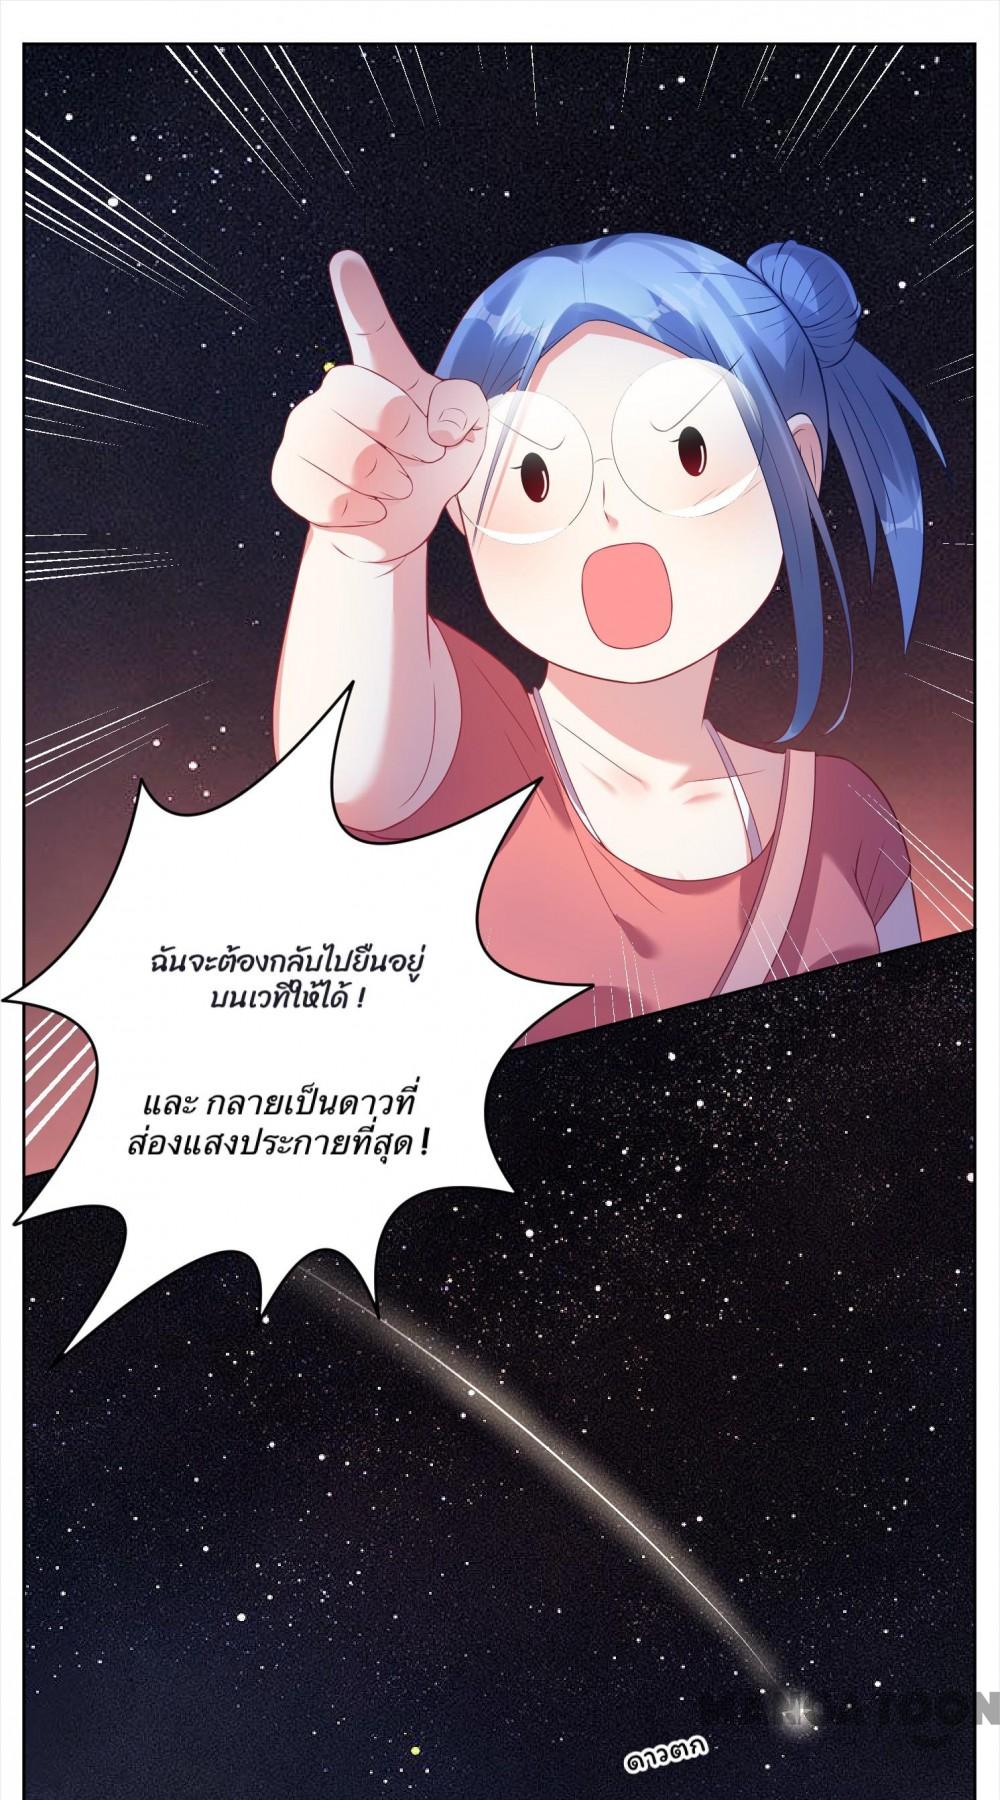 ฉันจะต้องกลับไปยืนอยู่
บนเวทีให้ได้ !
และ กลายเป็นดาวที่
ส่องแสงประกายที่สุด !
MANGATOON
ดาวตก